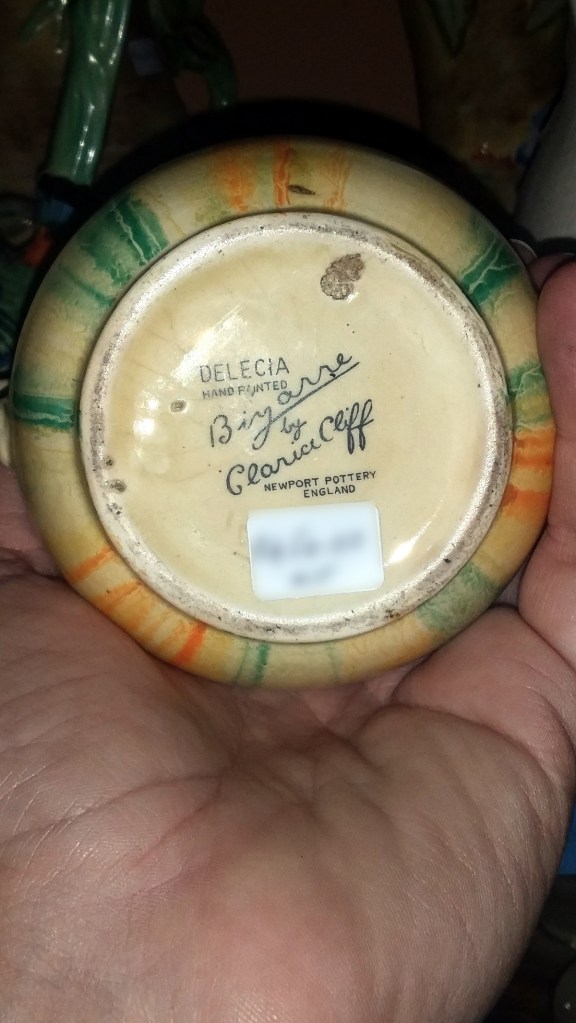 DELECIA
HAND PAINTED
Bizarre
by
Clarice Cliff
NEWPORT POTTERY
ENGLAND